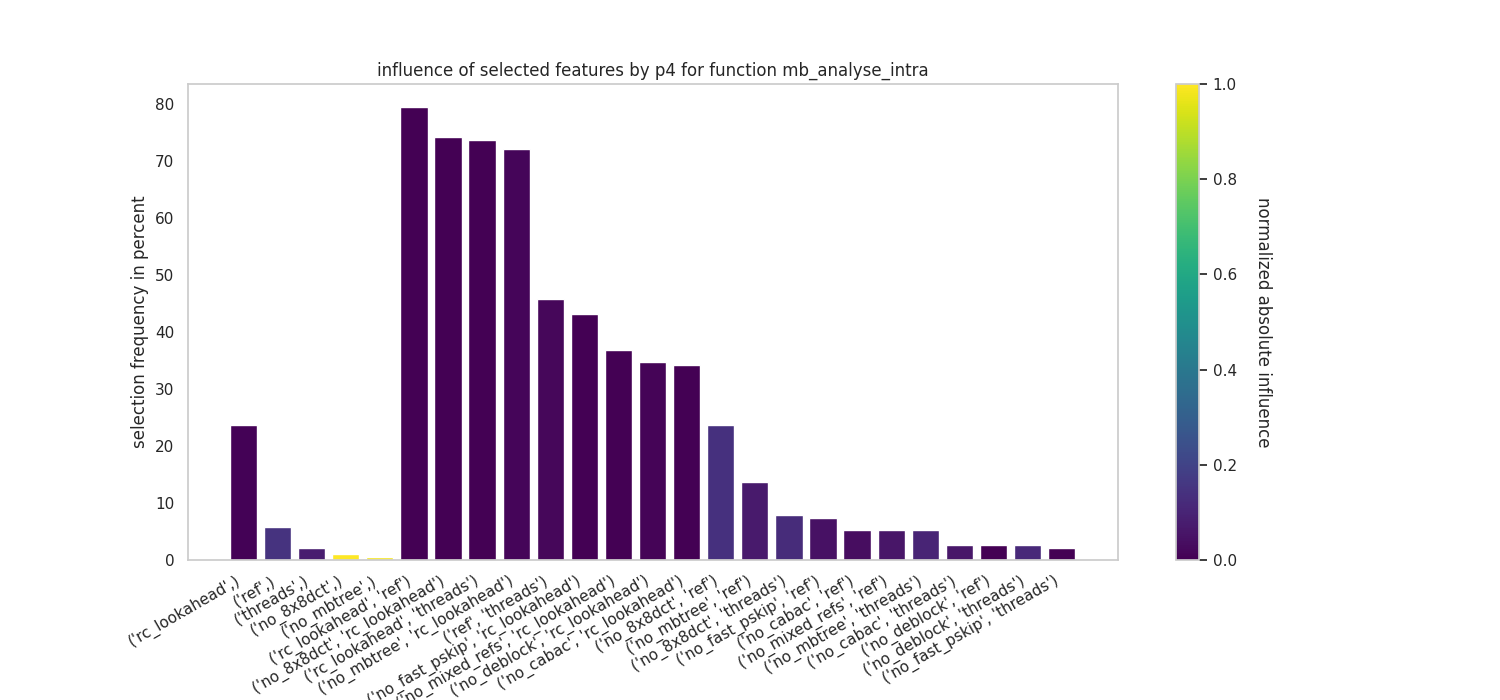 influence of selected features by p4 for function mb_analyse_intra
80
70
60
50
40
30
20
10
0
selection frequency in percent
('rc_lookahead',)
('ref',)
('threads',)
('no_8x8dct',)
('no_mbtree',)
('rc_lookahead', 'ref')
('no_8x8dct', 'rc_lookahead')
('rc_lookahead', 'threads')
('no_mbtree', 'rc_lookahead')
('ref', 'threads')
('no_fast_pskip', 'rc_lookahead')
('no_mixed_refs', 'rc_lookahead')
('no_deblock', 'rc_lookahead')
('no_cabac', 'rc_lookahead')
('no_8x8dct', 'ref')
('no_mbtree', 'ref')
('no_8x8dct', 'threads')
('no_fast_pskip', 'ref')
('no_cabac', 'ref')
('no_mixed_refs', 'ref')
('no_mbtree', 'threads')
('no_cabac', 'threads')
('no_deblock', 'ref')
('no_deblock', 'threads')
('no_fast_pskip', 'threads')
1.0
0.8
0.6
0.4
0.2
0.0
normalized absolute influence